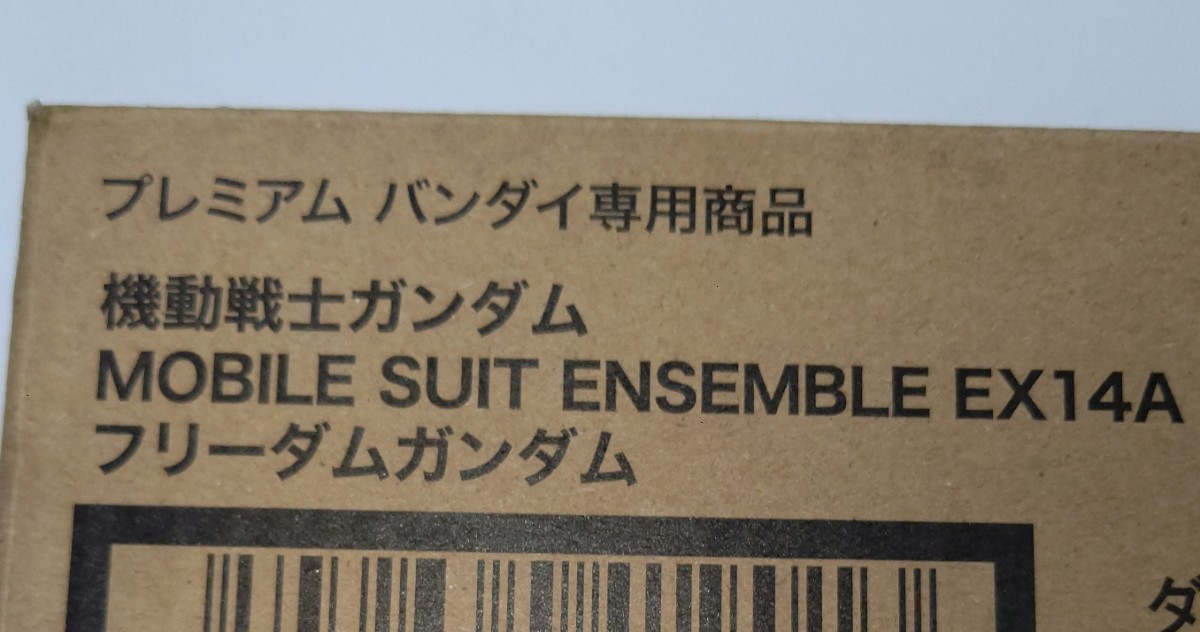 プレミアム バンダイ専用商品
機動戦士ガンダム
MOBILE SUIT ENSEMBLE EX14A
フリーダムガンダム
ダ